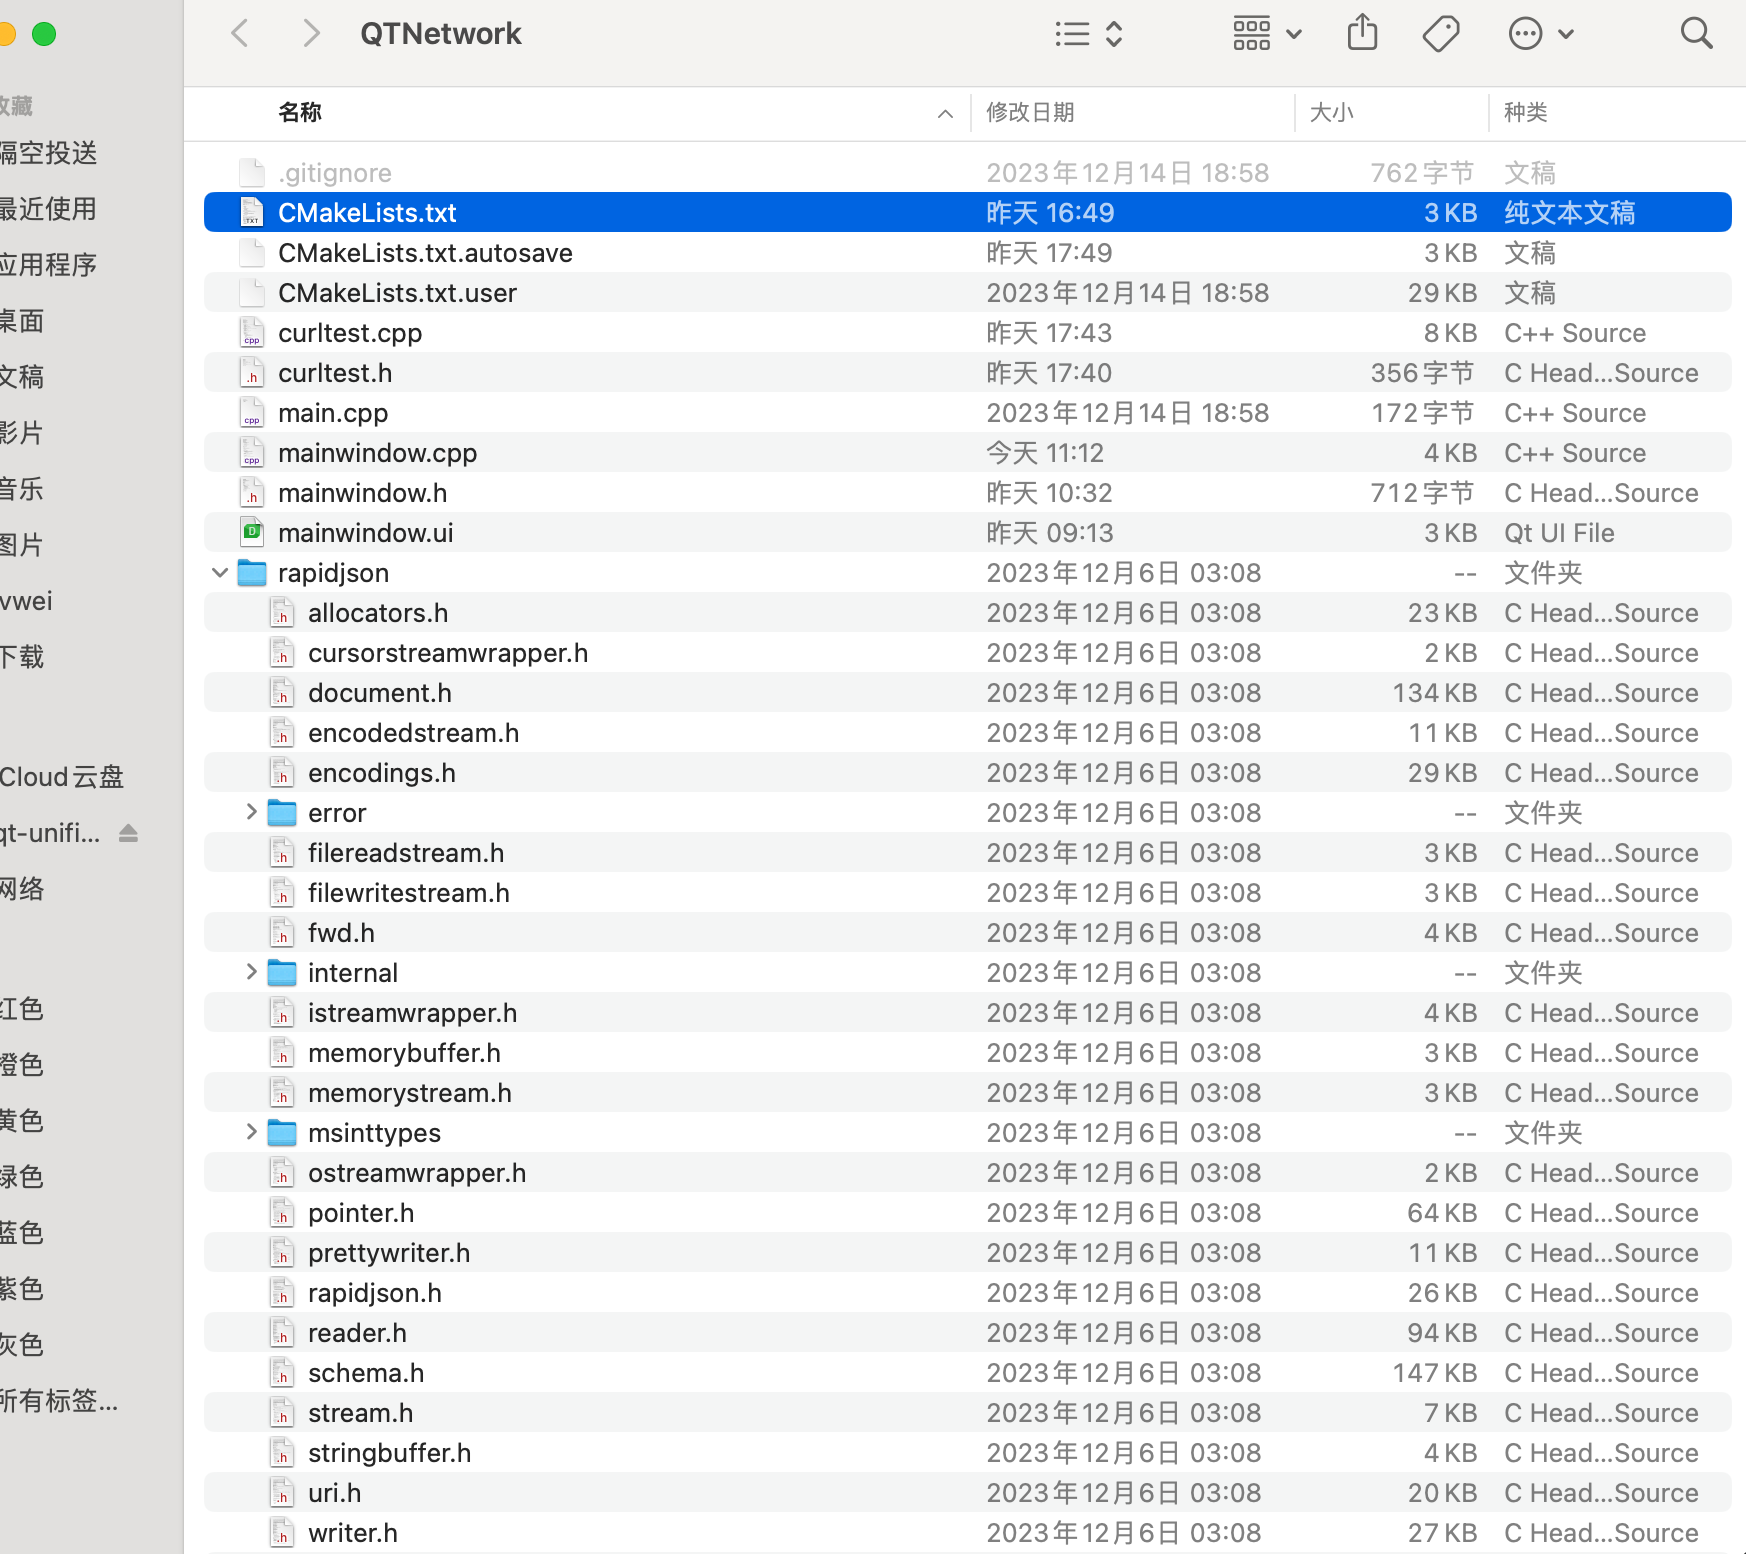 QTNetwork
收藏
隔空投送
最近使用
应用程序
桌面
文稿
影片
音乐
图片
vwei
下载
Cloud云盘
qt-unifi...
网络
红色
橙色
黄色
绿色
蓝色
紫色
灰色
所有标签...
名称 修改日期 大小 种类
.gitignore 2023年12月14日 18:58 762字节 文稿
CMakeLists.txt 昨天 16:49 3 KB 纯文本文稿
CMakeLists.txt.autosave 昨天 17:49 3 KB 文稿
CMakeLists.txt.user 2023年12月14日 18:58 29 KB 文稿
curltest.cpp 昨天 17:43 8 KB C++ Source
curltest.h 昨天 17:40 356字节 C Head...Source
main.cpp 2023年12月14日 18:58 172字节 C++ Source
mainwindow.cpp 今天 11:12 4 KB C++ Source
mainwindow.h 昨天 10:32 712字节 C Head...Source
mainwindow.ui 昨天 09:13 3 KB Qt UI File
rapidjson 2023年12月6日 03:08 -- 文件夹
allocators.h 2023年12月6日 03:08 23 KB C Head...Source
cursorstreamwrapper.h 2023年12月6日 03:08 2 KB C Head...Source
document.h 2023年12月6日 03:08 134 KB C Head...Source
encodedstream.h 2023年12月6日 03:08 11 KB C Head...Source
encodings.h 2023年12月6日 03:08 29 KB C Head...Source
error 2023年12月6日 03:08 -- 文件夹
filereadstream.h 2023年12月6日 03:08 3 KB C Head...Source
filewritestream.h 2023年12月6日 03:08 3 KB C Head...Source
fwd.h 2023年12月6日 03:08 4 KB C Head...Source
internal 2023年12月6日 03:08 -- 文件夹
istreamwrapper.h 2023年12月6日 03:08 4 KB C Head...Source
memorybuffer.h 2023年12月6日 03:08 3 KB C Head...Source
memorystream.h 2023年12月6日 03:08 3 KB C Head...Source
msinttypes 2023年12月6日 03:08 -- 文件夹
ostreamwrapper.h 2023年12月6日 03:08 2 KB C Head...Source
pointer.h 2023年12月6日 03:08 64 KB C Head...Source
prettywriter.h 2023年12月6日 03:08 11 KB C Head...Source
rapidjson.h 2023年12月6日 03:08 26 KB C Head...Source
reader.h 2023年12月6日 03:08 94 KB C Head...Source
schema.h 2023年12月6日 03:08 147 KB C Head...Source
stream.h 2023年12月6日 03:08 7 KB C Head...Source
stringbuffer.h 2023年12月6日 03:08 4 KB C Head...Source
uri.h 2023年12月6日 03:08 20 KB C Head...Source
writer.h 2023年12月6日 03:08 27 KB C Head...Source